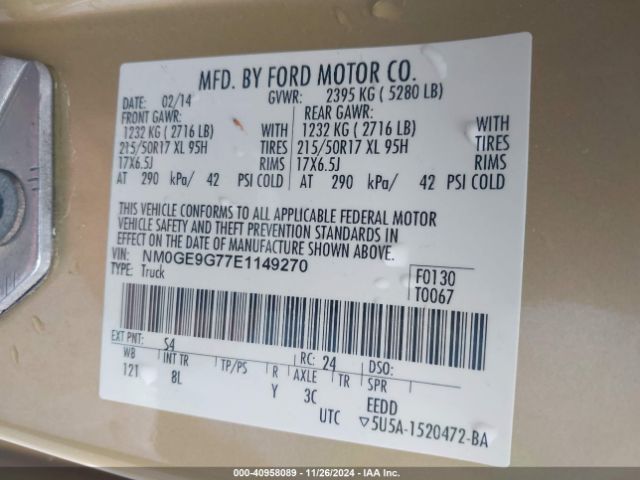 MFD. BY FORD MOTOR CO.
DATE: 02/14 GVWR: 2395 KG ( 5280 LB)
FRONT GAWR: REAR GAWR:
1232 KG ( 2716 LB) WITH 1232 KG ( 2716 LB) WITH
215/50R17 XL 95H TIRES 215/50R17 XL 95H TIRES
17X6.5J RIMS 17X6.5J RIMS
AT 290 kPa/ 42 PSI COLD AT 290 kPa/ 42 PSI COLD
THIS VEHICLE CONFORMS TO ALL APPLICABLE FEDERAL MOTOR
VEHICLE SAFETY AND THEFT PREVENTION STANDARDS IN
EFFECT ON THE DATE OF MANUFACTURE SHOWN ABOVE.
VIN: NM0GE9G77E1149270
TYPE: Truck
F0130
T0067
EXT PNT: S4 RC: 24 DSO:
WB INT TR TP/PS R AXLE TR SPR
121 8L Y 3C EEDD
UTC ▽5U5A-1520472-BA
000-40958089 — 11/26/2024 — IAA Inc.